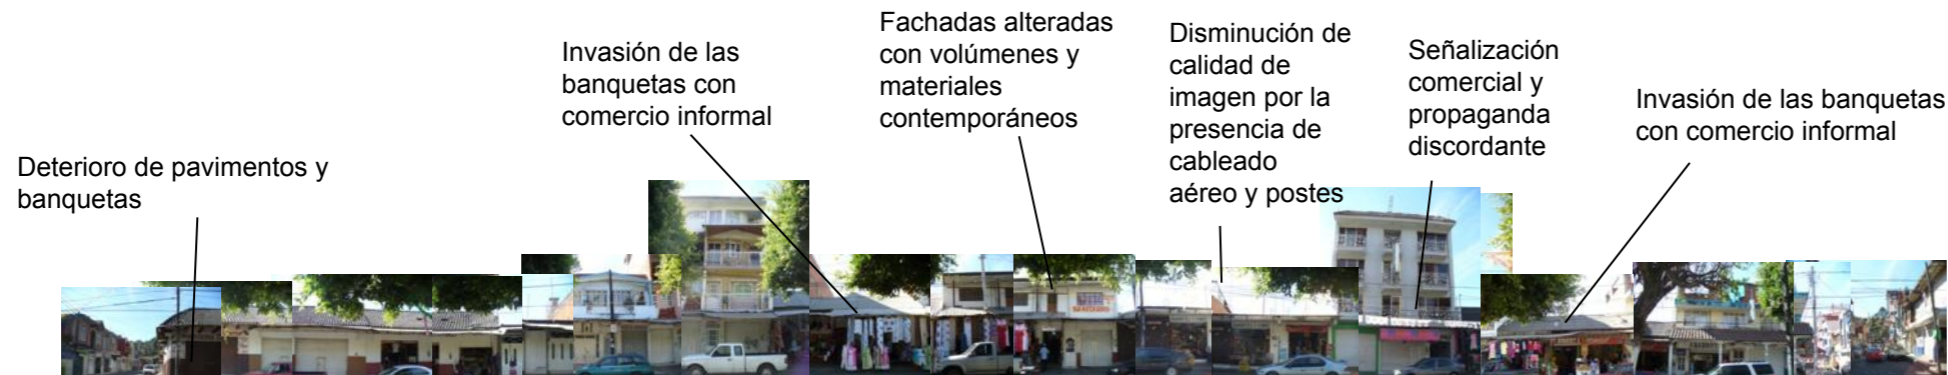 Deterioro de pavimentos y
banquetas
Invasión de las
banquetas con
comercio informal
Fachadas alteradas
con volúmenes y
materiales
contemporáneos
Disminución de
calidad de
imagen por la
presencia de
cableado
aéreo y postes
Señalización
comercial y
propaganda
discordante
Invasión de las banquetas
con comercio informal